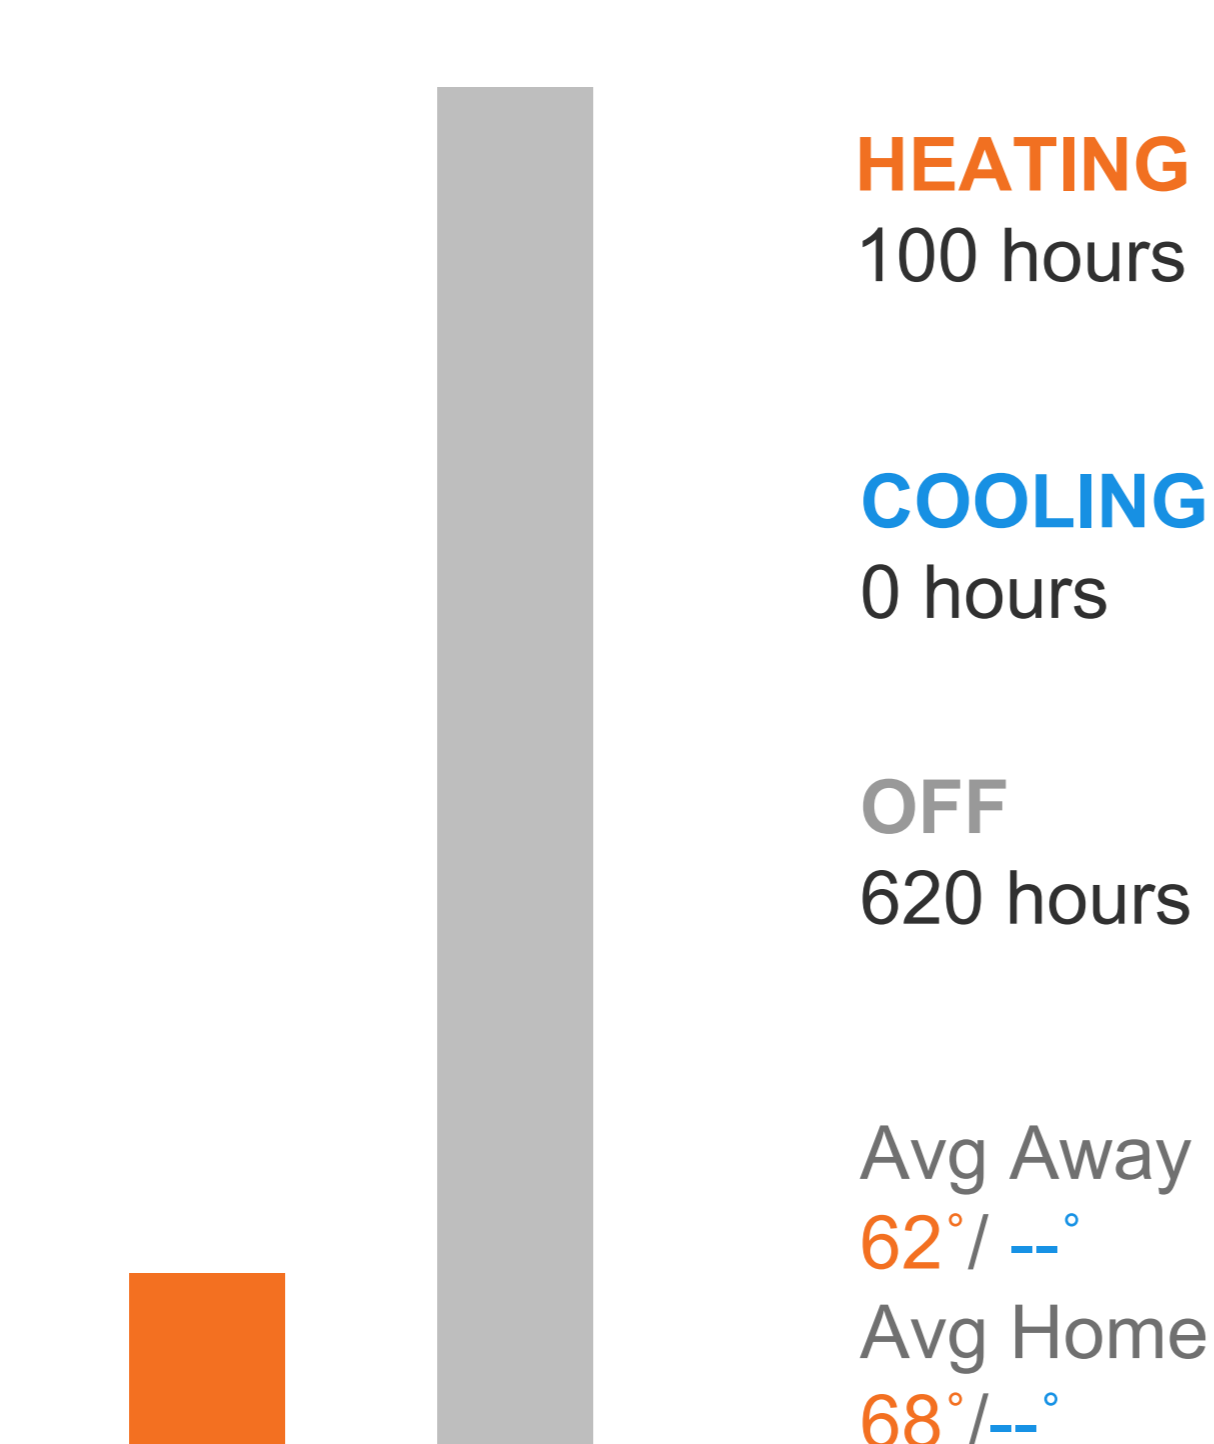 HEATING
100 hours
COOLING
0 hours
OFF
620 hours
Avg Away
62°/ --°
Avg Home
68°/--°